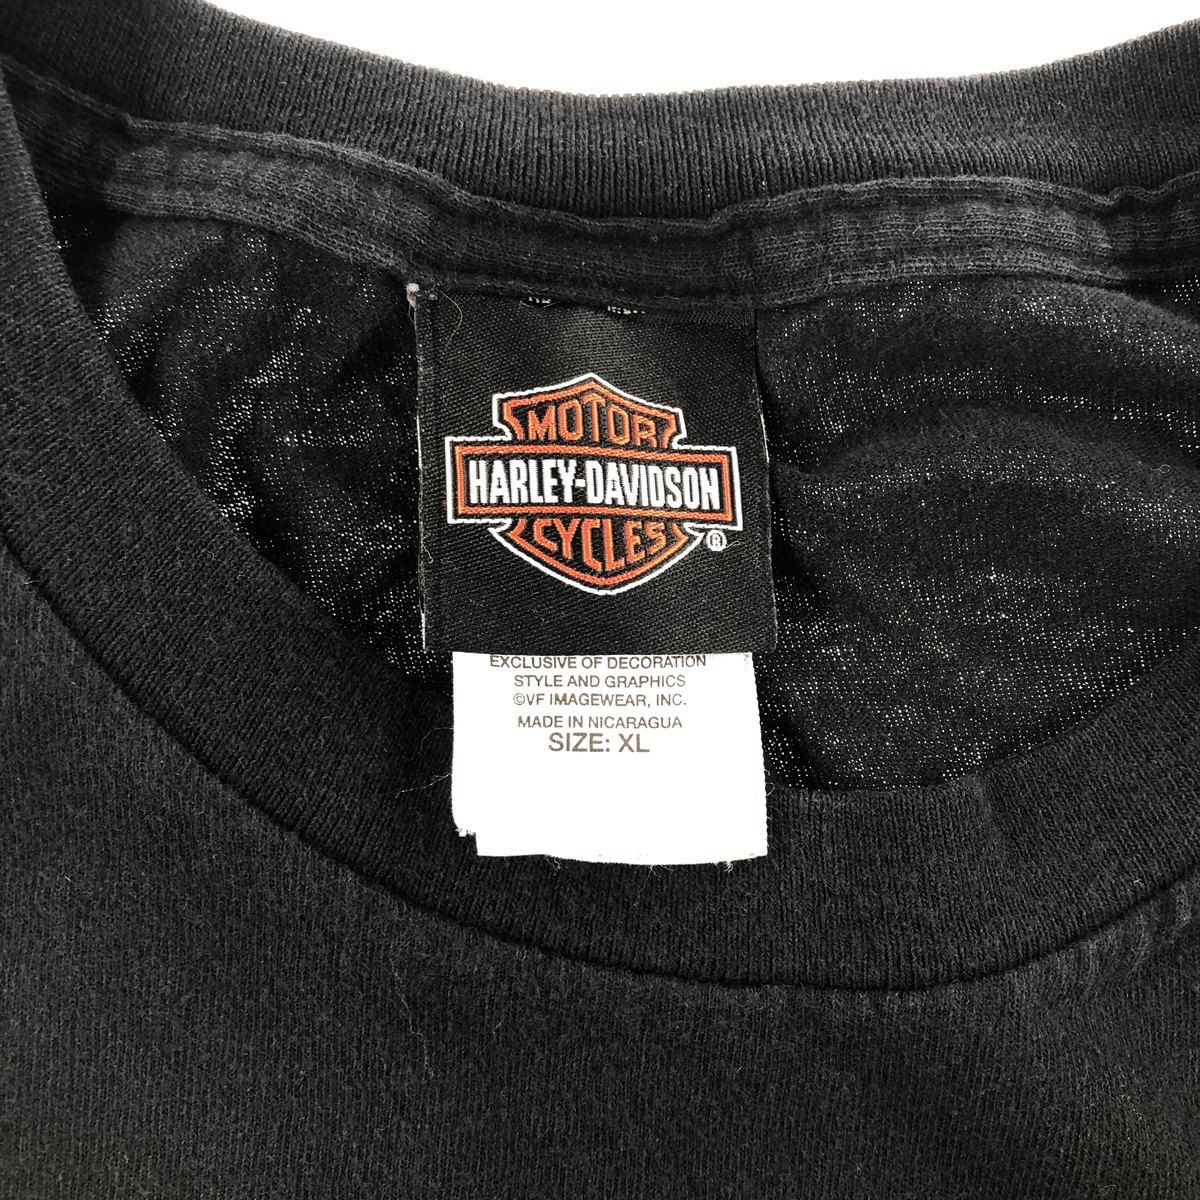 MOTOR
HARLEY-DAVIDSON
CYCLES
®
EXCLUSIVE OF DECORATION
STYLE AND GRAPHICS
©VF IMAGEWEAR, INC.
MADE IN NICARAGUA
SIZE: XL